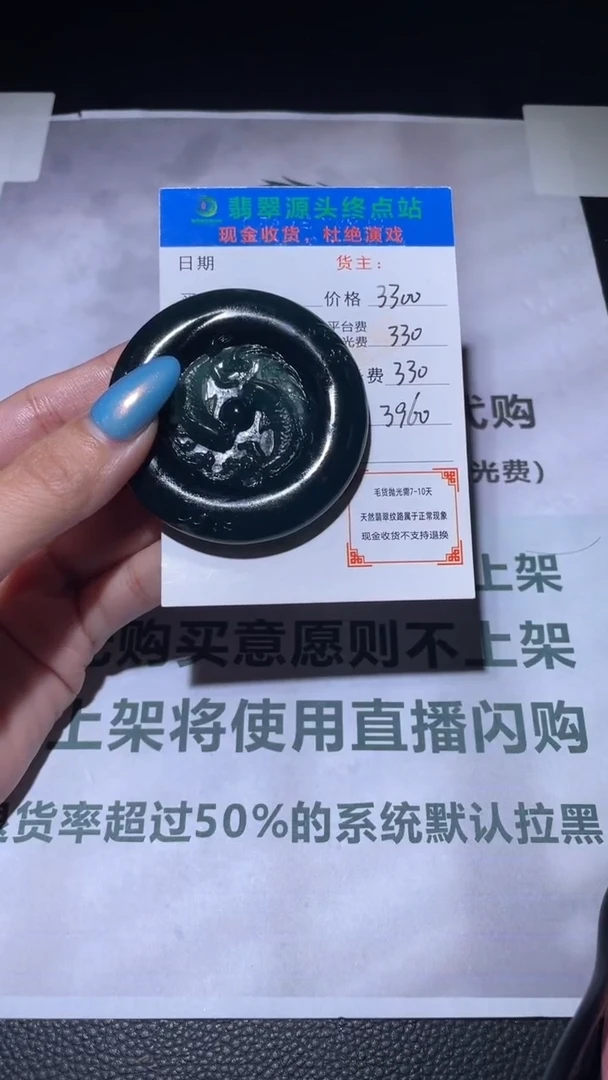 翡翠源头终点站
现金收货，杜绝演戏
日期
货主：
价格 3300
平台费
光费 330
费 330
3960
毛货抛光需7-10天
天然翡翠纹路属于正常现象
现金收货不支持退换
代购
光费）
上架
购买意愿则不上架
上架将使用直播闪购
货率超过50%的系统默认拉黑